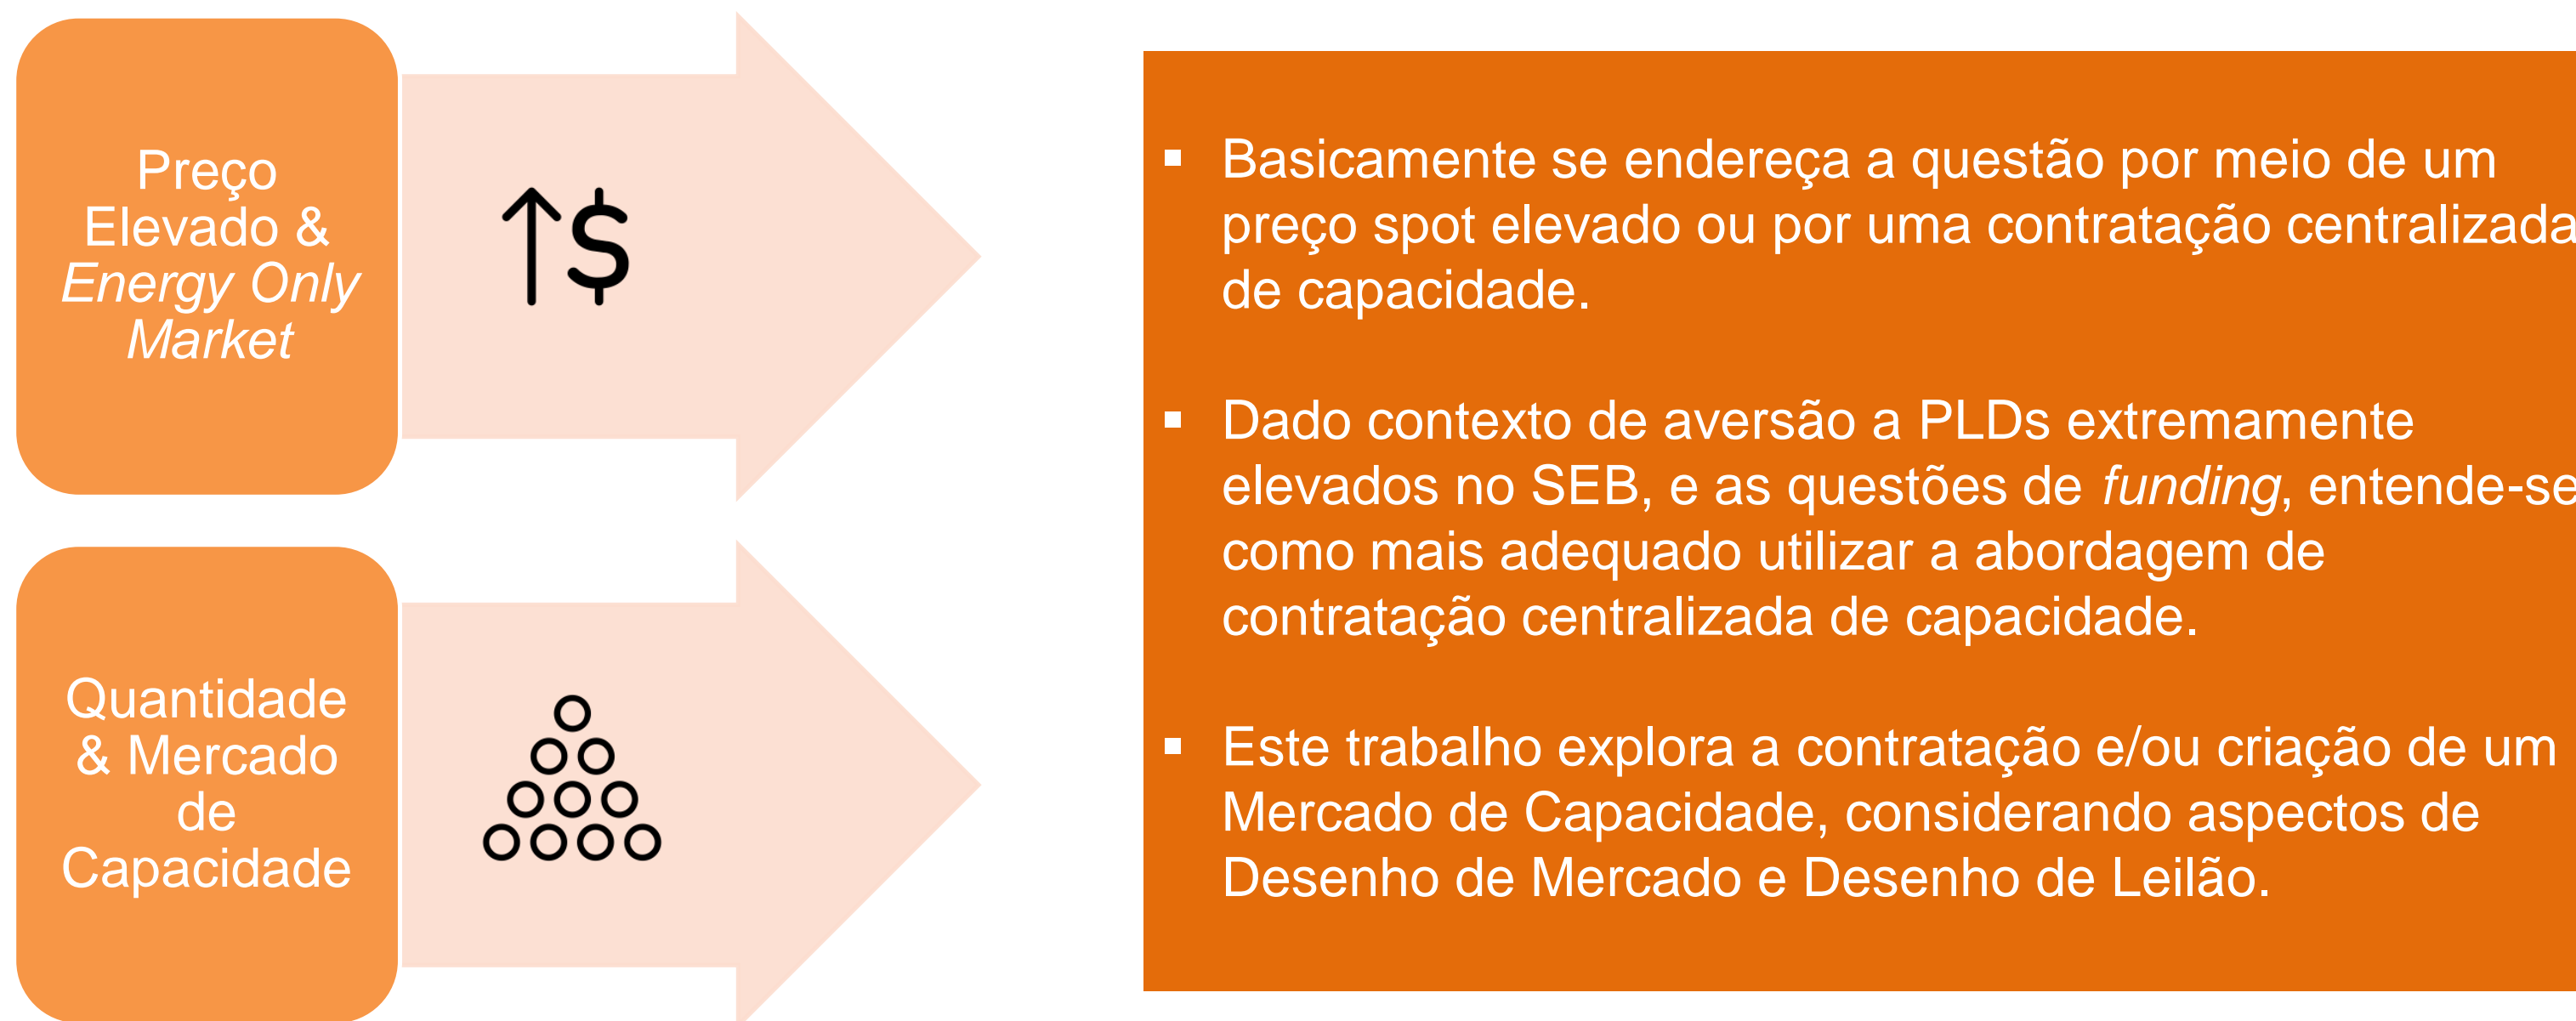 Preço
Elevado &
Energy Only
Market
Quantidade
& Mercado
de
Capacidade
▪ Basicamente se endereça a questão por meio de um
preço spot elevado ou por uma contratação centralizada
de capacidade.
▪ Dado contexto de aversão a PLDs extremamente
elevados no SEB, e as questões de funding, entende-se
como mais adequado utilizar a abordagem de
contratação centralizada de capacidade.
▪ Este trabalho explora a contratação e/ou criação de um
Mercado de Capacidade, considerando aspectos de
Desenho de Mercado e Desenho de Leilão.